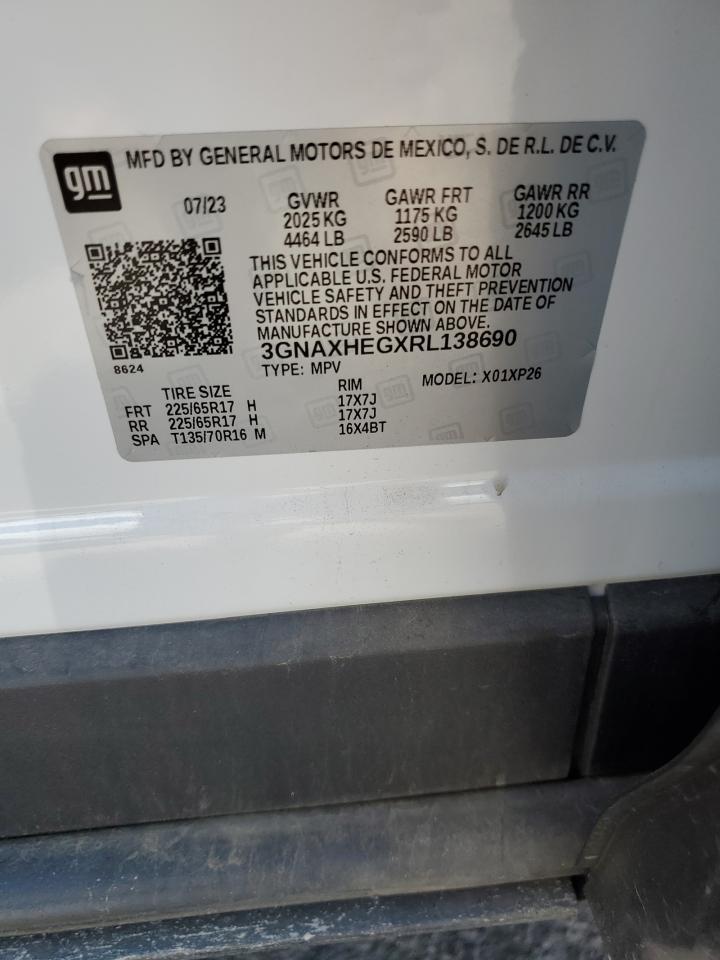 gm
MFD BY GENERAL MOTORS DE MEXICO, S. DE R.L. DE C.V.
07/23 GVWR GAWR FRT GAWR RR
2025 KG 1175 KG 1200 KG
4464 LB 2590 LB 2645 LB
THIS VEHICLE CONFORMS TO ALL
APPLICABLE U.S. FEDERAL MOTOR
VEHICLE SAFETY AND THEFT PREVENTION
STANDARDS IN EFFECT ON THE DATE OF
MANUFACTURE SHOWN ABOVE.
3GNAXHEGXRL138690
8624
TYPE: MPV MODEL: X01XP26
TIRE SIZE RIM
FRT 225/65R17 H 17X7J
RR 225/65R17 H 17X7J
SPA T135/70R16 M 16X4BT